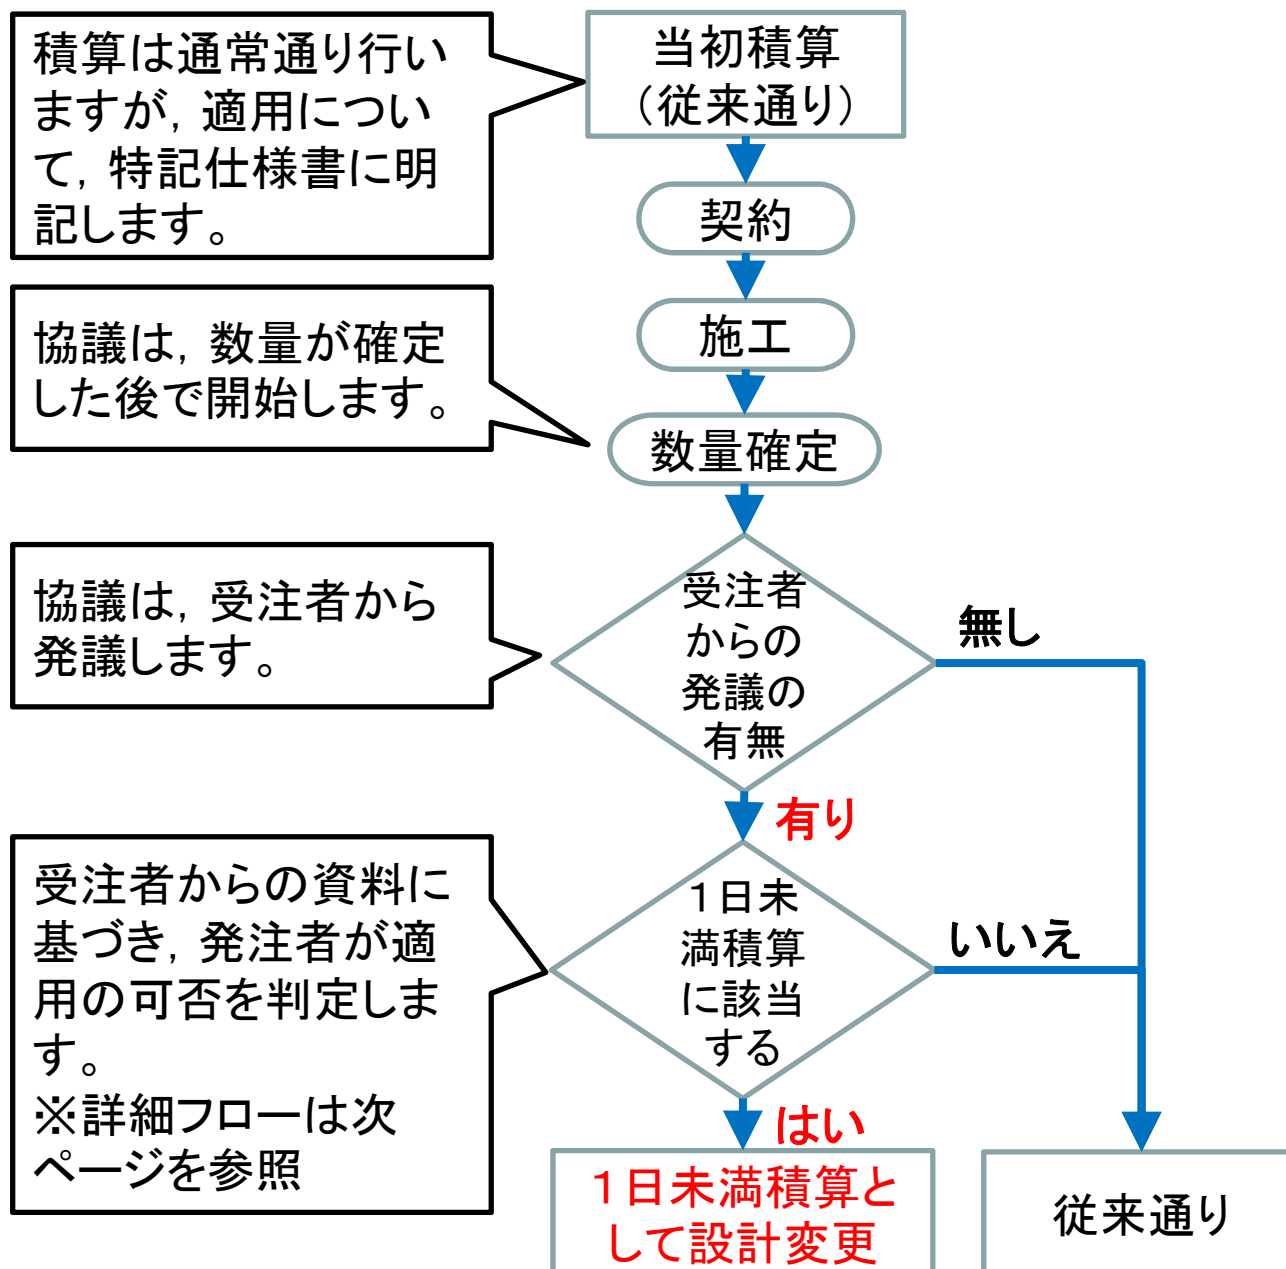 積算は通常通り行い
ますが，適用につい
て，特記仕様書に明
記します。
当初積算
（従来通り）
契約
施工
協議は，数量が確定
した後で開始します。
数量確定
協議は，受注者から
発議します。
受注者
からの
発議の
有無
無し
有り
受注者からの資料に
基づき，発注者が適
用の可否を判定しま
す。
※詳細フローは次
ページを参照
１日未
満積算
に該当
する
いいえ
はい
１日未満積算と
して設計変更
従来通り